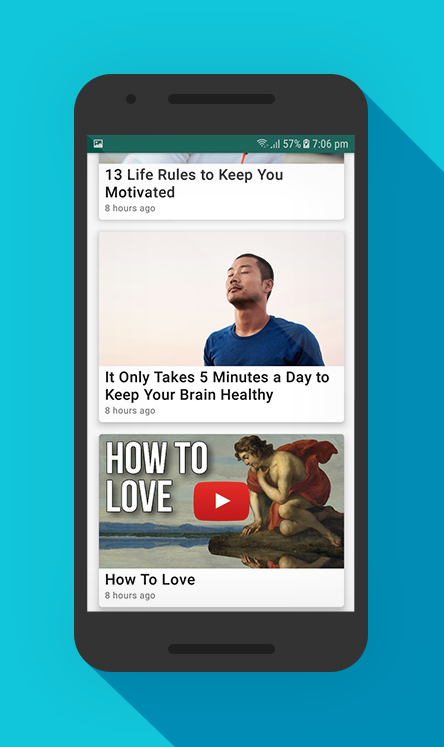 57% 7:06 pm
13 Life Rules to Keep You
Motivated
8 hours ago
It Only Takes 5 Minutes a Day to
Keep Your Brain Healthy
8 hours ago
HOW TO
LOVE
How To Love
8 hours ago